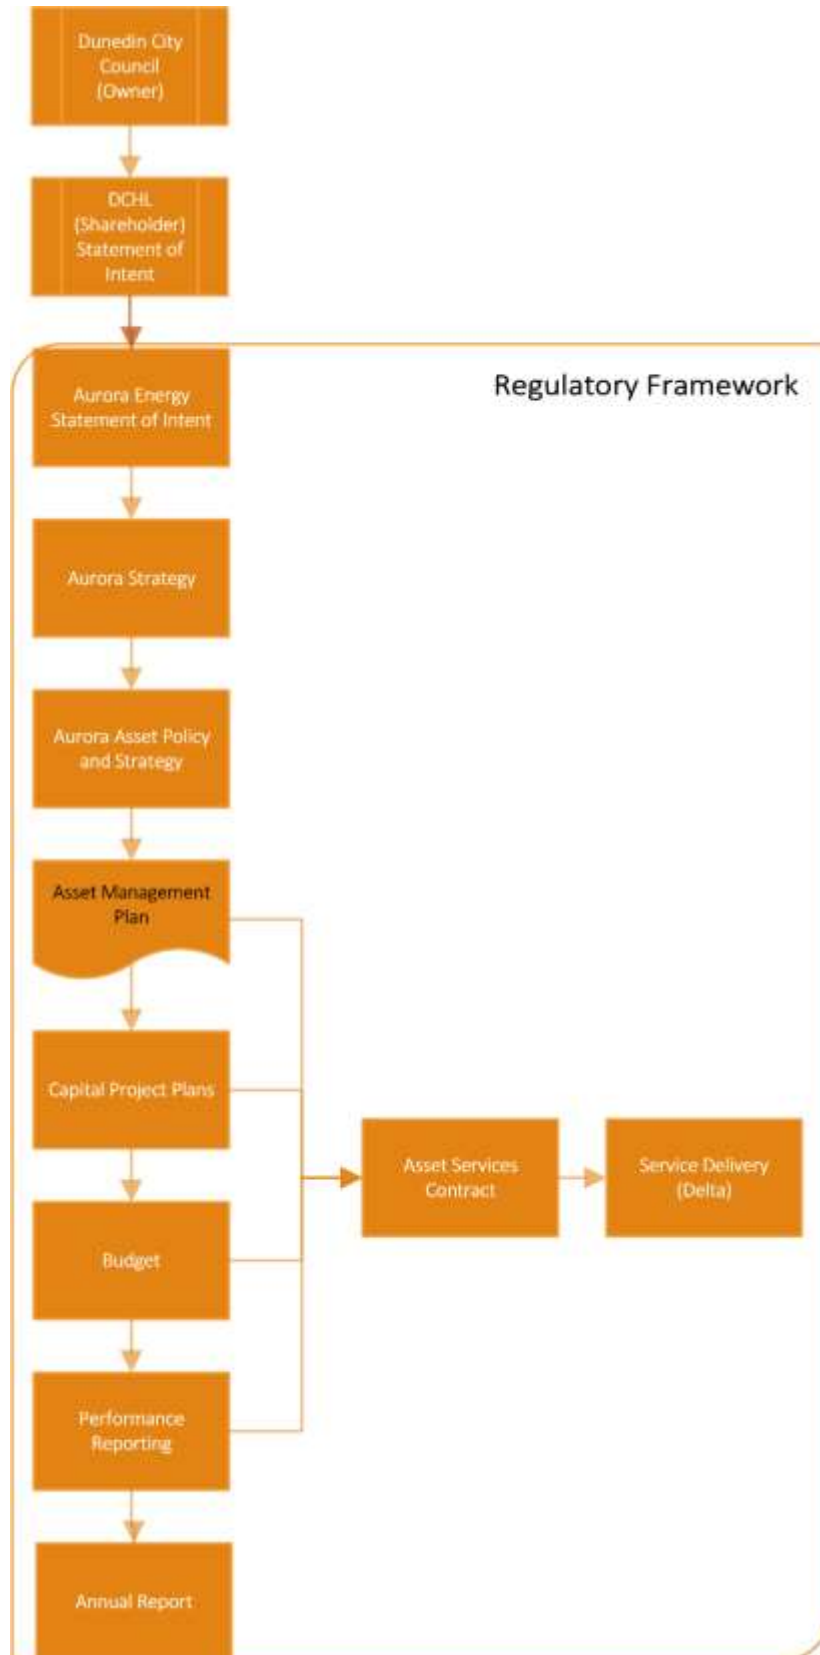 Dunedin City
Council
(Owner)
DCHL
(Shareholder)
Statement of
Intent
Regulatory Framework
Aurora Energy
Statement of Intent
Aurora Strategy
Aurora Asset Policy
and Strategy
Asset Management
Plan
Capital Project Plans
Asset Services
Contract
Service Delivery
(Delta)
Budget
Performance
Reporting
Annual Report